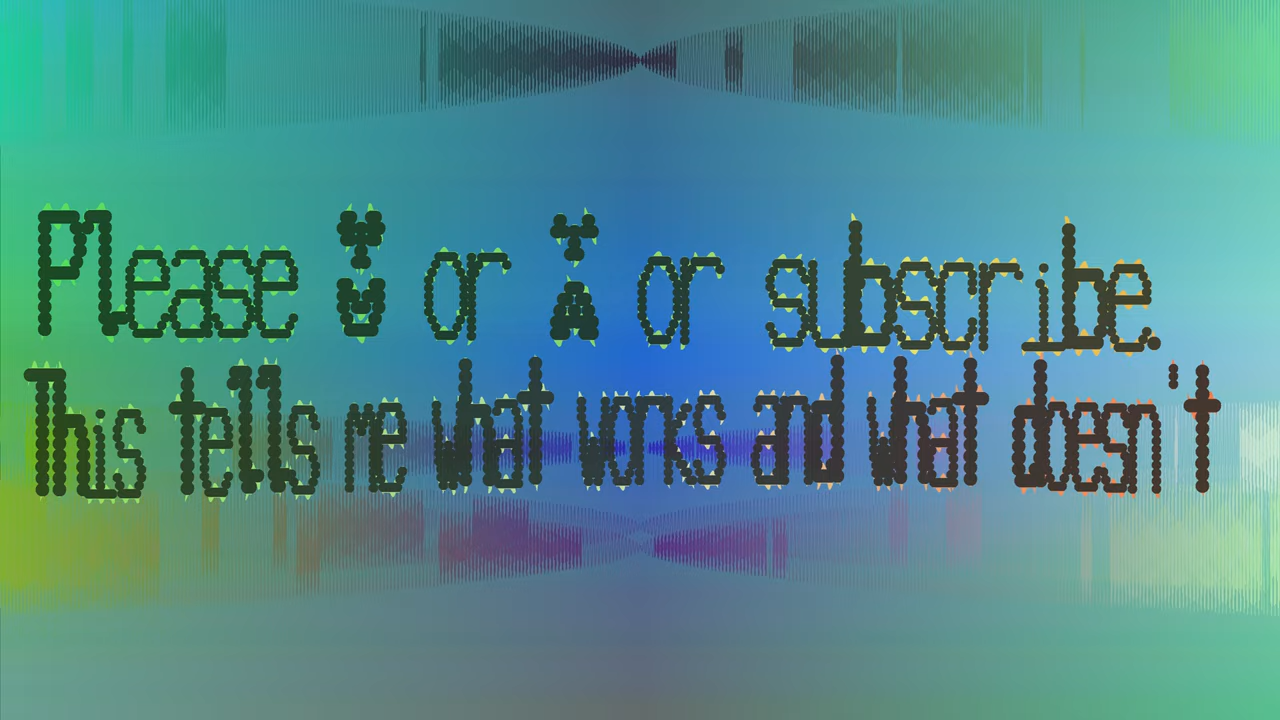 Please or or subscribe.
This tells me what works and what doesn't